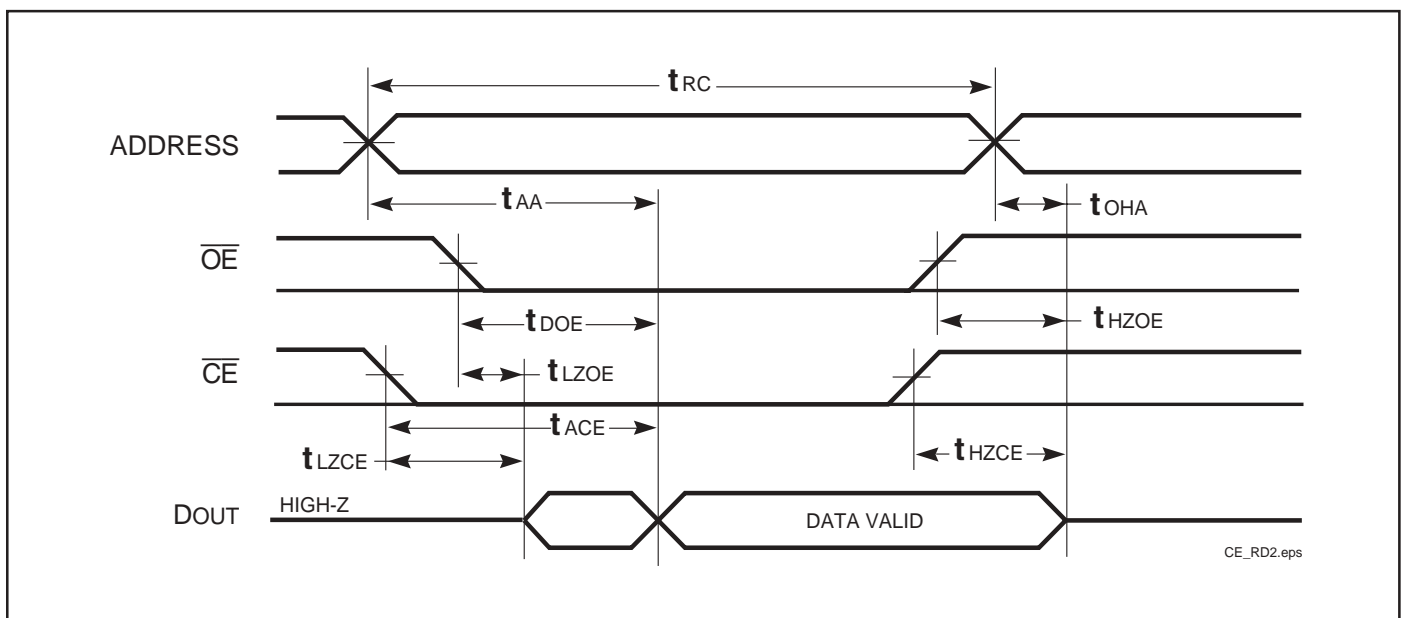 tRC
ADDRESS
tAA
tOHA
OE
tDOE
tHZOE
CE
tLZOE
tACE
tLZCE
tHZCE
DOUT
HIGH-Z
DATA VALID
CE_RD2.eps